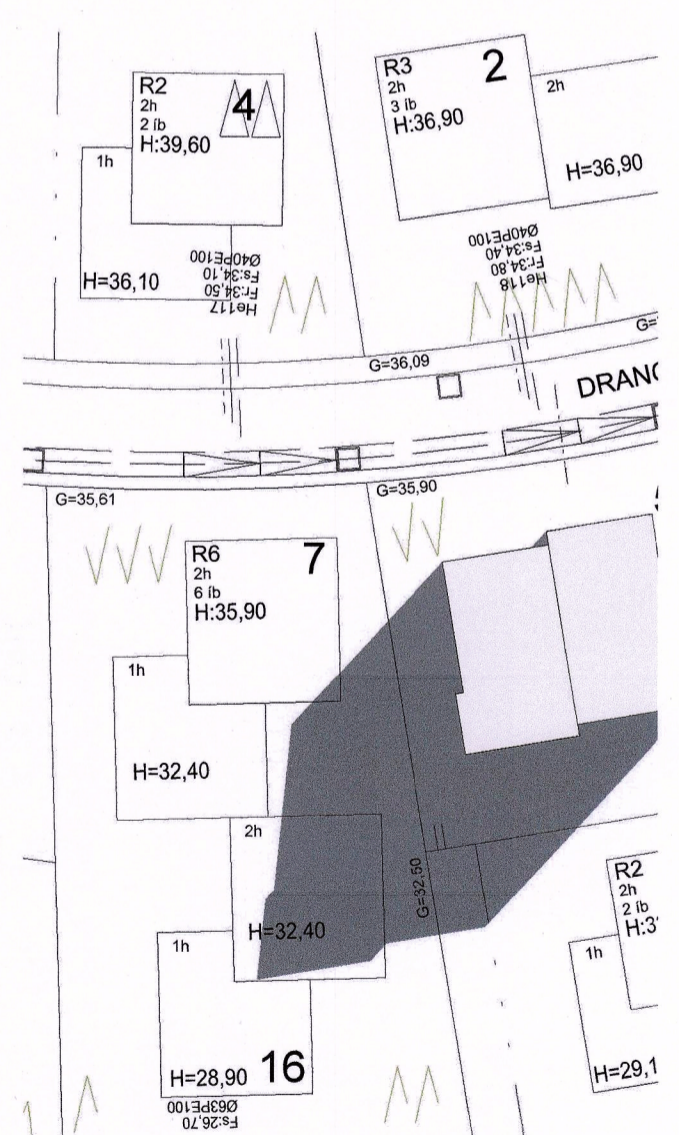 R2
2h
2 íb
H:39,60
4
1h
H=36,10
He117
Fr:34,50
Fs:34,10
Ø40PE100
R3
2h
3 íb
H:36,90
2
2h
H=36,90
He118
Fr:34,80
Fs:34,40
Ø40PE100
G=36,09
DRANG
G=35,61
G=35,90
R6
2h
6 íb
H:35,90
7
1h
H=32,40
2h
H=32,40
G=32,50
1h
H=28,90
16
Fs:26,70
Ø63PE100
R2
2h
2 íb
1h
H=29,1